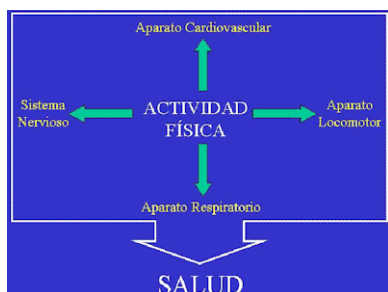 Aparato Cardiovascular
Sistema
Nervioso
ACTIVIDAD
FÍSICA
Aparato
Locomotor
Aparato Respiratorio
SALUD